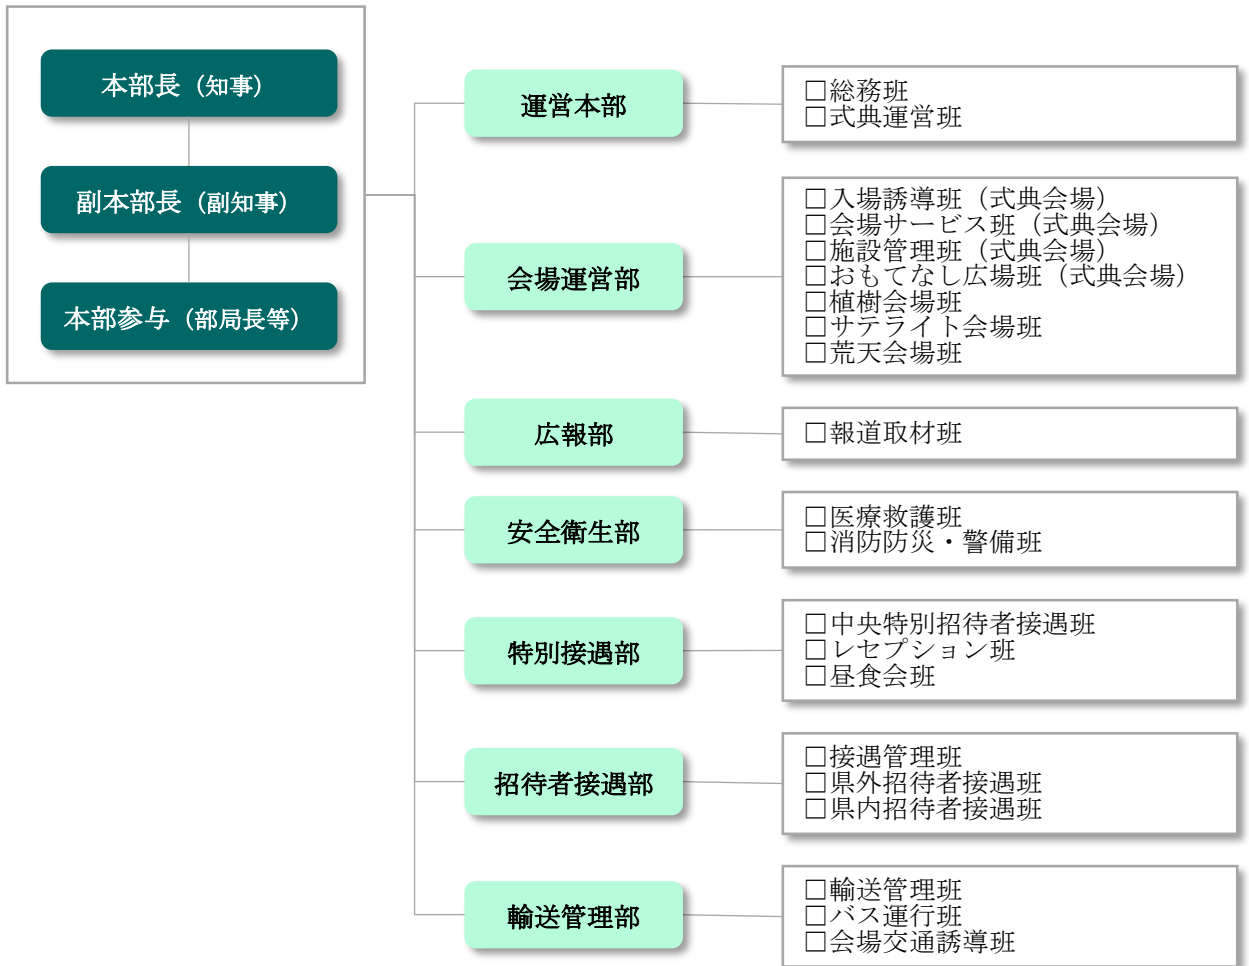 本部長（知事）
副本部長（副知事）
本部参与（部局長等）
運営本部
□総務班
□式典運営班
会場運営部
□入場誘導班（式典会場）
□会場サービス班（式典会場）
□施設管理班（式典会場）
□おもてなし広場班（式典会場）
□植樹会場班
□サテライト会場班
□荒天会場班
広報部
□報道取材班
安全衛生部
□医療救護班
□消防防災・警備班
特別接遇部
□中央特別招待者接遇班
□レセプション班
□昼食会班
招待者接遇部
□接遇管理班
□県外招待者接遇班
□県内招待者接遇班
輸送管理部
□輸送管理班
□バス運行班
□会場交通誘導班